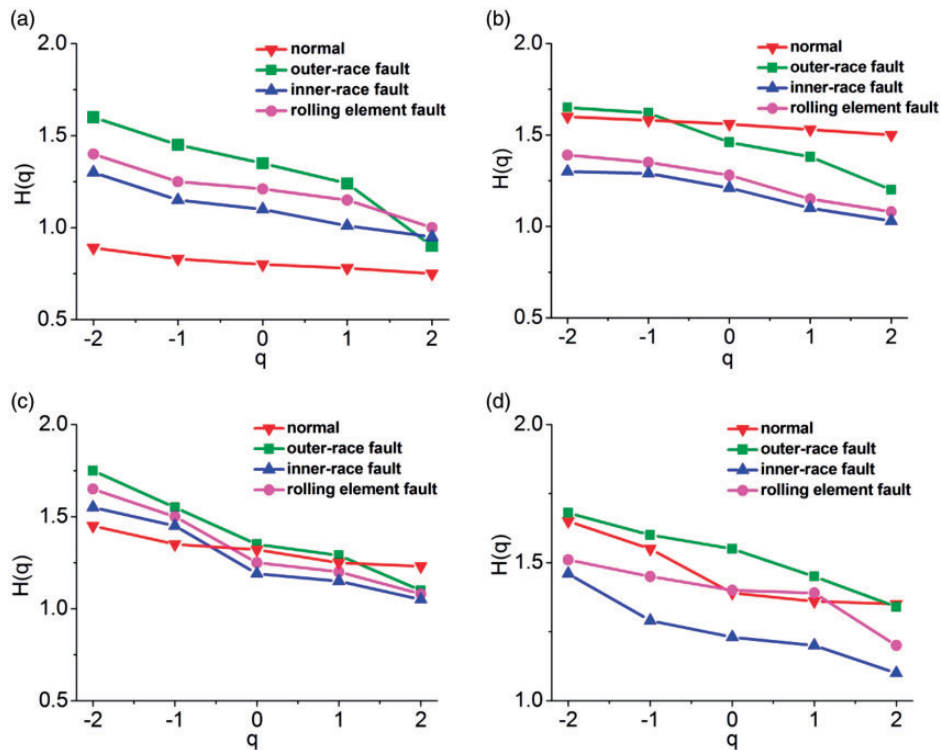 (a)
2.0
1.5
1.0
0.5
H(q)
normal
outer-race fault
inner-race fault
rolling element fault
-2 -1 0 1 2
q
(b)
2.0
1.5
1.0
0.5
H(q)
normal
outer-race fault
inner-race fault
rolling element fault
-2 -1 0 1 2
q
(c)
2.0
1.5
1.0
0.5
H(q)
normal
outer-race fault
inner-race fault
rolling element fault
-2 -1 0 1 2
q
(d)
2.0
1.5
1.0
H(q)
normal
outer-race fault
inner-race fault
rolling element fault
-2 -1 0 1 2
q